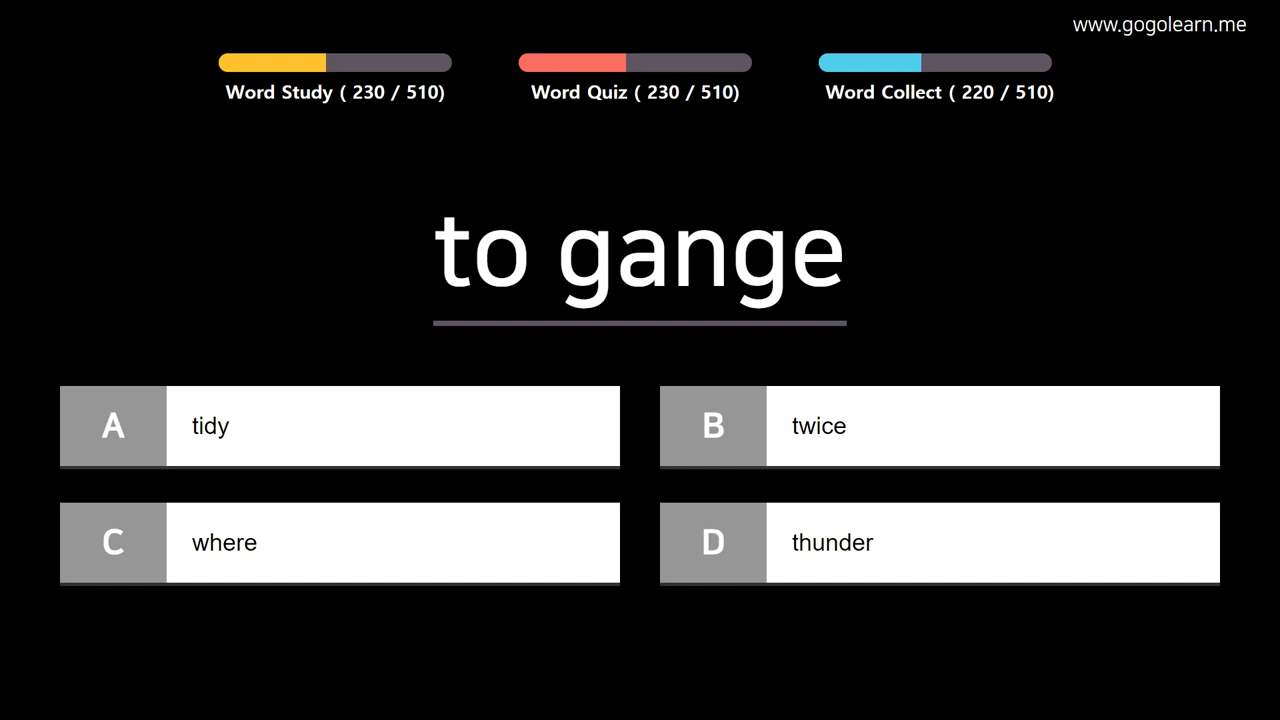 www.gogolearn.me
Word Study ( 230 / 510)
Word Quiz ( 230 / 510)
Word Collect ( 220 / 510)
to gange
A tidy
B twice
C where
D thunder